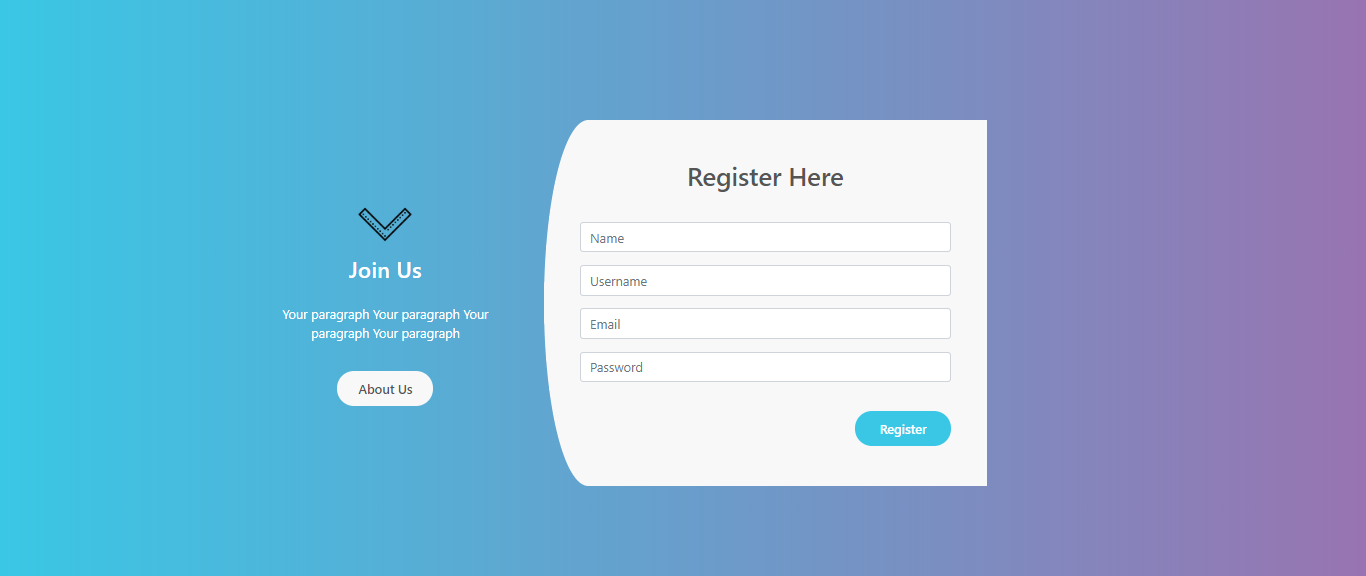 Join Us
Your paragraph Your paragraph Your
paragraph Your paragraph
About Us
Register Here
Name
Username
Email
Password
Register